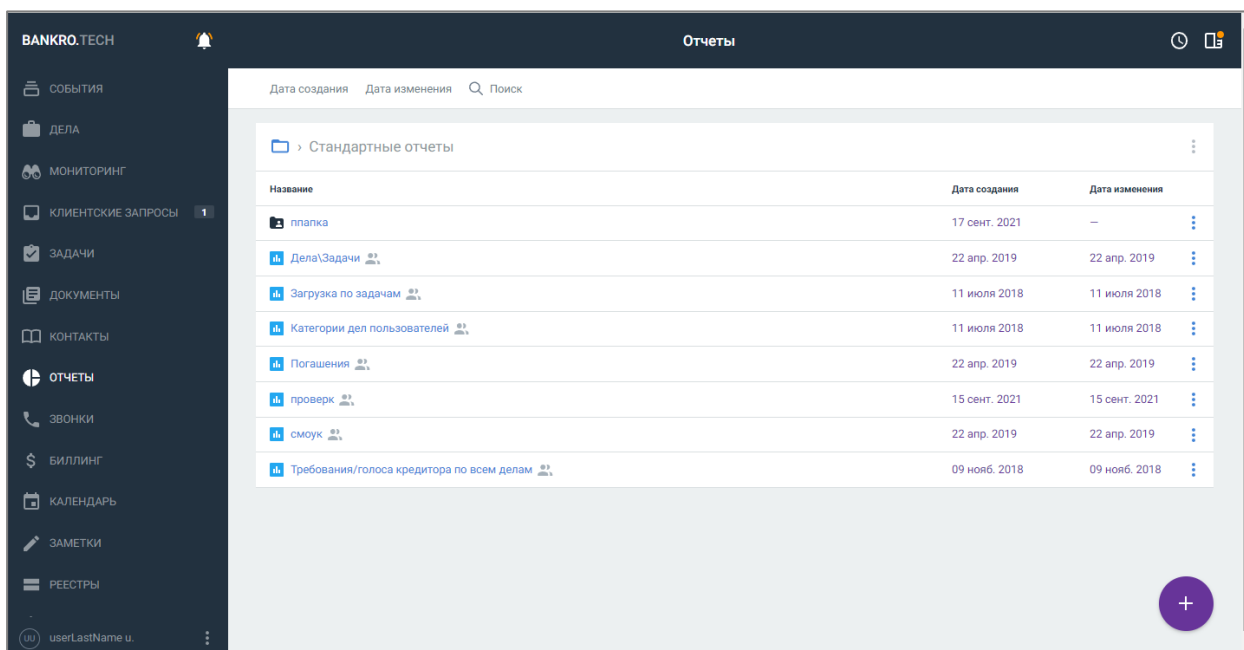 BANKRO.TECH
Отчеты
СОБЫТИЯ
ДЕЛА
МОНИТОРИНГ
КЛИЕНТСКИЕ ЗАПРОСЫ 1
ЗАДАЧИ
ДОКУМЕНТЫ
КОНТАКТЫ
ОТЧЕТЫ
ЗВОНКИ
БИЛЛИНГ
КАЛЕНДАРЬ
ЗАМЕТКИ
РЕЕСТРЫ
UU userLastName u.
Дата создания Дата изменения Поиск
› Стандартные отчеты
Название Дата создания Дата изменения
ппапка 17 сент. 2021 –
Дела\Задачи 22 апр. 2019 22 апр. 2019
Загрузка по задачам 11 июля 2018 11 июля 2018
Категории дел пользователей 11 июля 2018 11 июля 2018
Погашения 22 апр. 2019 22 апр. 2019
проверк 15 сент. 2021 15 сент. 2021
смоук 22 апр. 2019 22 апр. 2019
Требования/голоса кредитора по всем делам 09 нояб. 2018 09 нояб. 2018
+